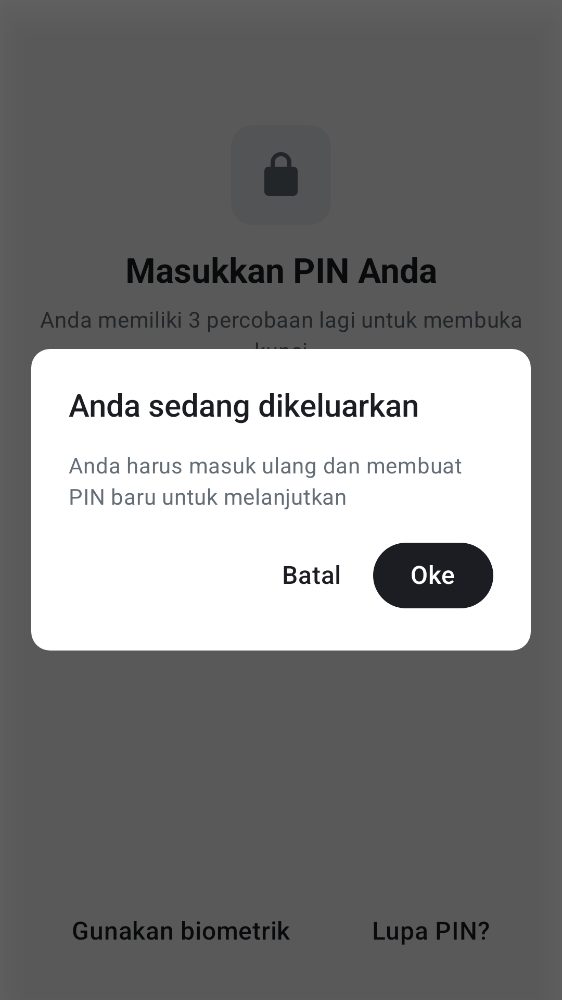 Masukkan PIN Anda
Anda memiliki 3 percobaan lagi untuk membuka
kunci
Anda sedang dikeluarkan
Anda harus masuk ulang dan membuat
PIN baru untuk melanjutkan
Batal
Oke
Gunakan biometrik
Lupa PIN?